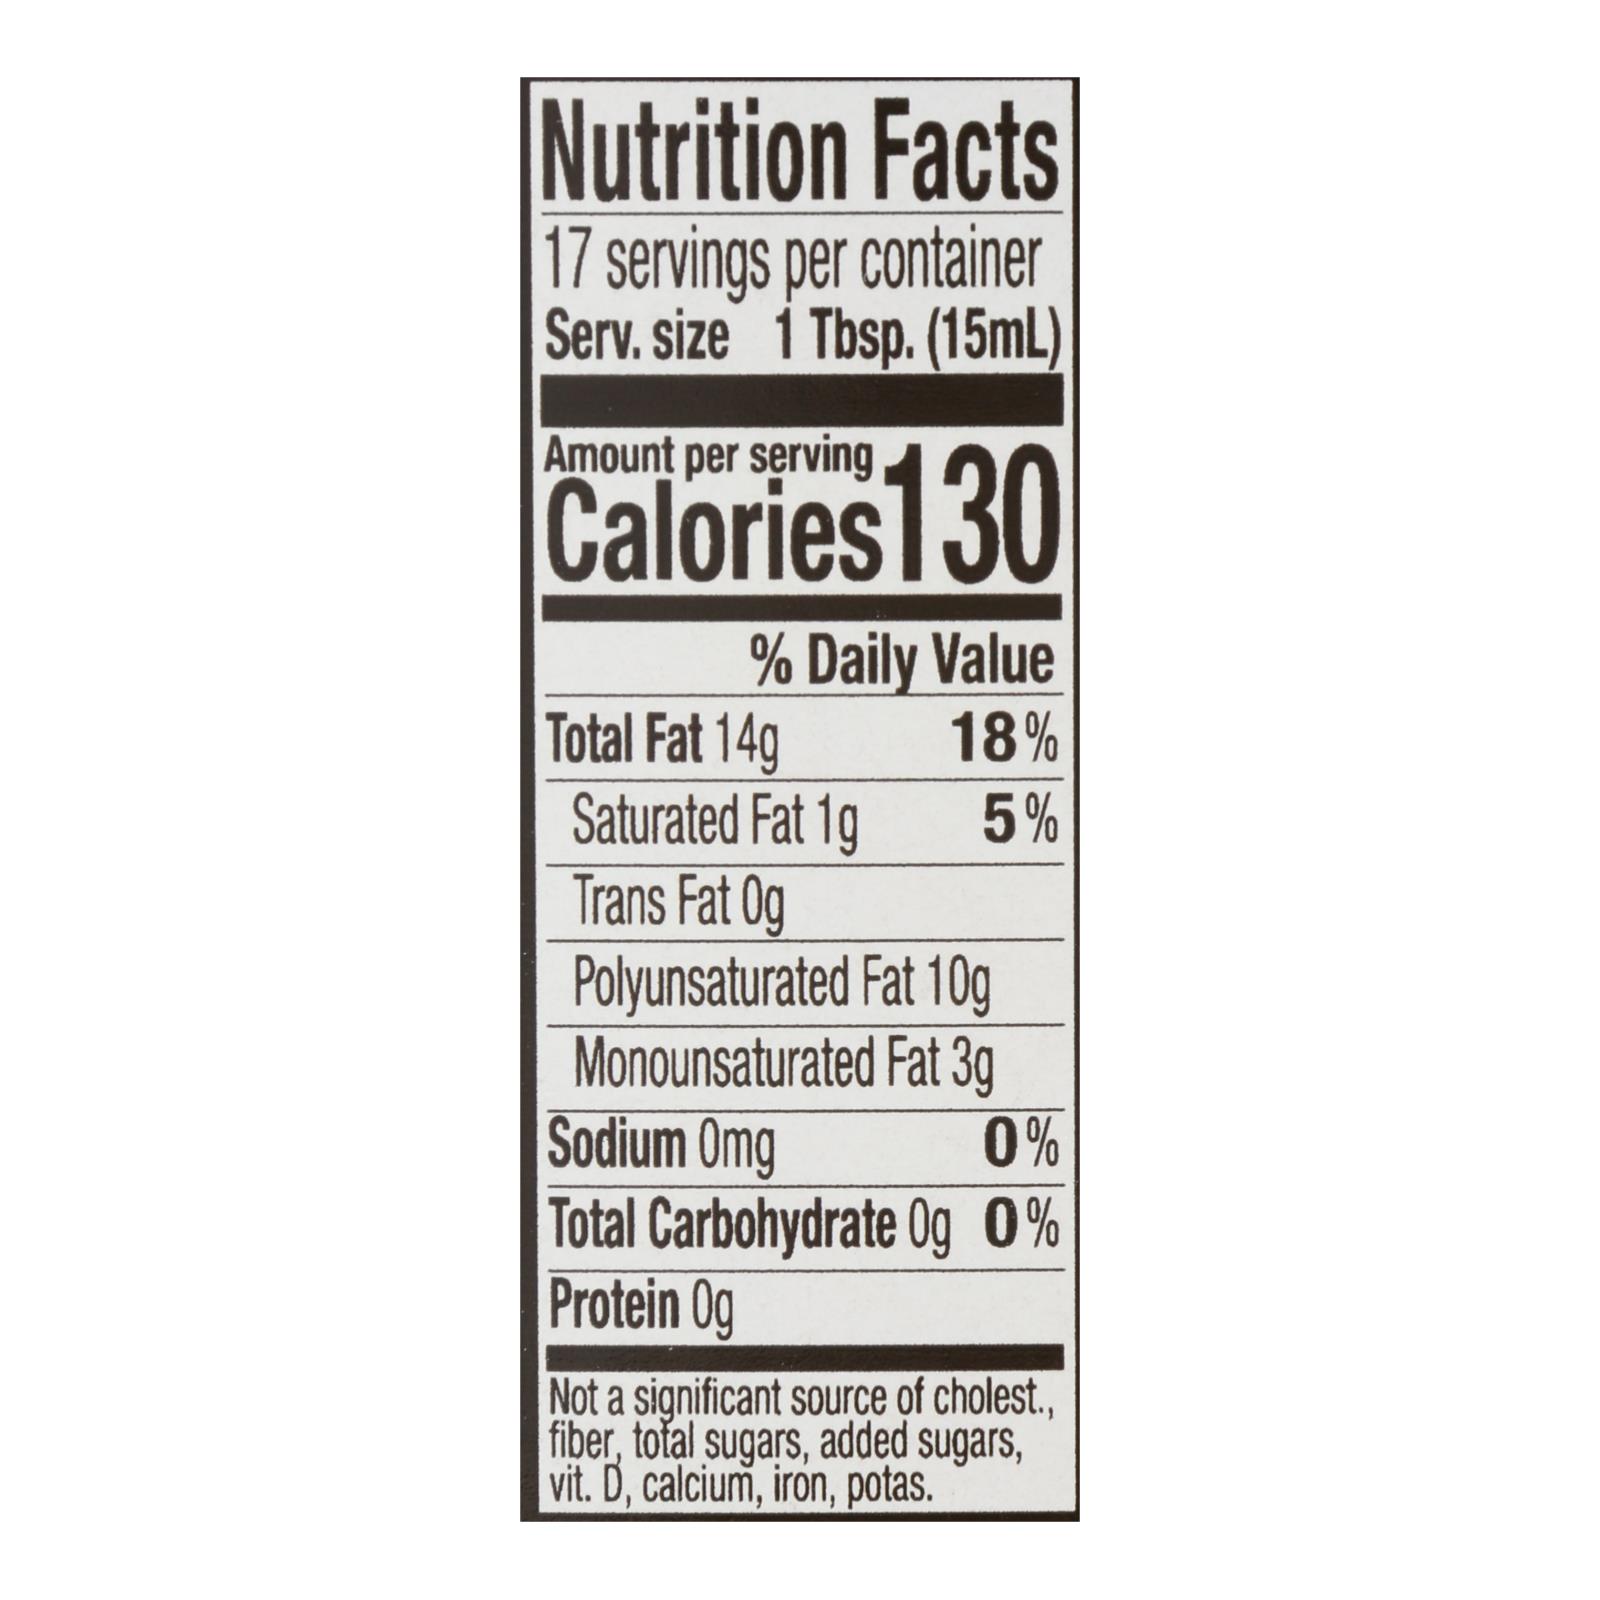 Nutrition Facts
17 servings per container
Serv. size 1 Tbsp. (15mL)
Amount per serving
Calories 130
% Daily Value
Total Fat 14g 18%
Saturated Fat 1g 5%
Trans Fat 0g
Polyunsaturated Fat 10g
Monounsaturated Fat 3g
Sodium 0mg 0%
Total Carbohydrate 0g 0%
Protein 0g
Not a significant source of cholest.,
fiber, total sugars, added sugars,
vit. D, calcium, iron, potas.